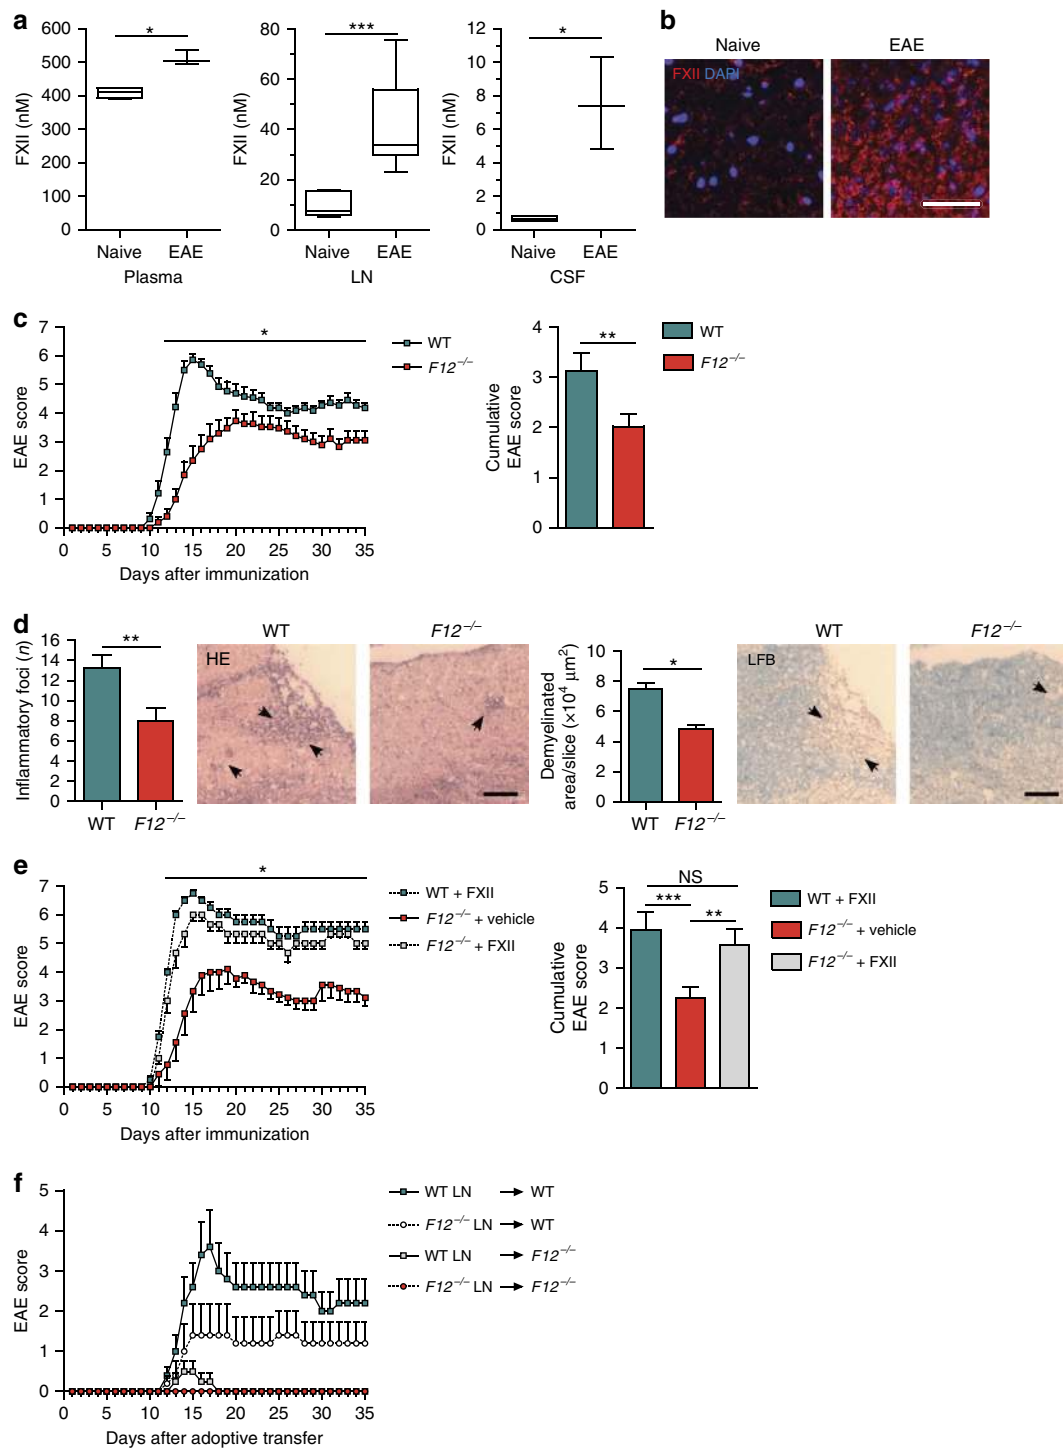 a
FXII (nM)
600
500
400
300
200
100
0
*
Naive
EAE
Plasma
FXII (nM)
80
60
40
20
0
***
Naive
EAE
LN
FXII (nM)
12
10
8
6
4
2
0
*
Naive
EAE
CSF
b
Naive
EAE
FXII DAPI
c
EAE score
7
6
5
4
3
2
1
0
*
0 5 10 15 20 25 30 35
Days after immunization
WT
F12−/−
Cumulative
EAE score
4
3
2
1
0
**
WT
F12−/−
d
Inflammatory foci (n)
16
14
12
10
8
6
4
2
0
**
WT F12−/−
WT
HE
F12−/−
Demyelinated
area/slice (×10⁴ μm²)
10
8
6
4
2
0
*
WT F12−/−
WT
LFB
F12−/−
e
EAE score
7
6
5
4
3
2
1
0
*
0 5 10 15 20 25 30 35
Days after immunization
WT + FXII
F12−/− + vehicle
F12−/− + FXII
Cumulative
EAE score
5
4
3
2
1
0
NS
***
**
WT + FXII
F12−/− + vehicle
F12−/− + FXII
f
EAE score
5
4
3
2
1
0
0 5 10 15 20 25 30 35
Days after adoptive transfer
WT LN → WT
F12−/− LN → WT
WT LN → F12−/−
F12−/− LN → F12−/−